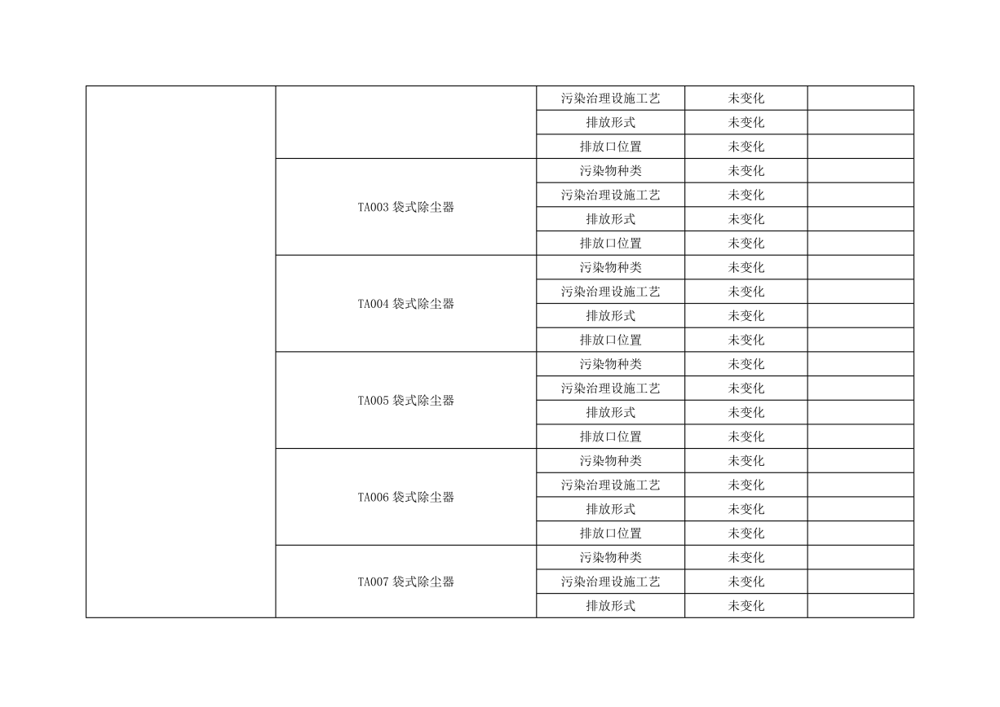 污染治理设施工艺 未变化
排放形式 未变化
排放口位置 未变化
TA003 袋式除尘器
污染物种类 未变化
污染治理设施工艺 未变化
排放形式 未变化
排放口位置 未变化
TA004 袋式除尘器
污染物种类 未变化
污染治理设施工艺 未变化
排放形式 未变化
排放口位置 未变化
TA005 袋式除尘器
污染物种类 未变化
污染治理设施工艺 未变化
排放形式 未变化
排放口位置 未变化
TA006 袋式除尘器
污染物种类 未变化
污染治理设施工艺 未变化
排放形式 未变化
排放口位置 未变化
TA007 袋式除尘器
污染物种类 未变化
污染治理设施工艺 未变化
排放形式 未变化